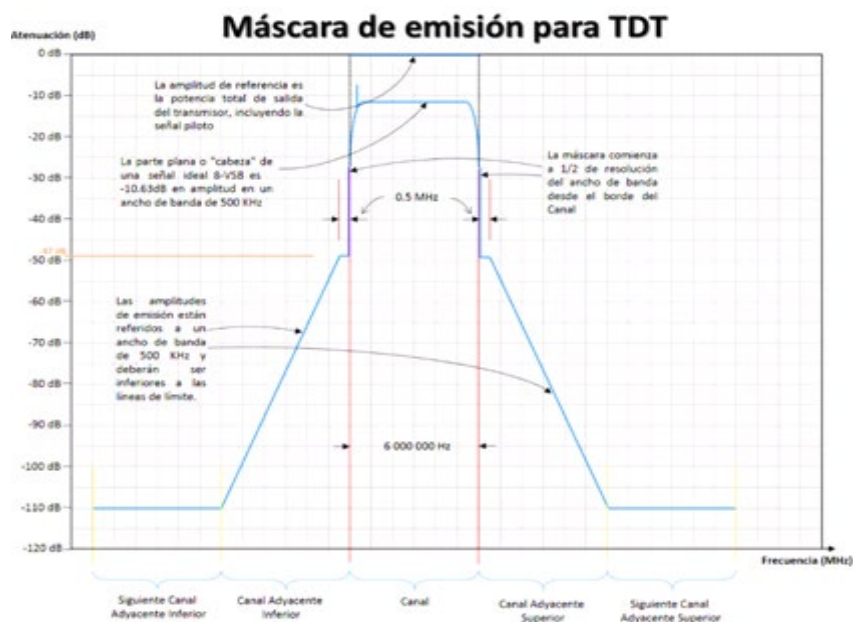 Máscara de emisión para TDT
Atenuación (dB)
0 dB
-10 dB
-20 dB
-30 dB
-40 dB
-50 dB
-60 dB
-70 dB
-80 dB
-90 dB
-100 dB
-110 dB
-120 dB
La amplitud de referencia es
la potencia total de salida
del transmisor, incluyendo la
señal piloto
La parte plana o "cabeza" de
una señal ideal 8-VSB es
-10.63dB en amplitud en un
ancho de banda de 500 KHz
La máscara comienza
a 1/2 de resolución
del ancho de banda
desde el borde del
Canal
0.5 MHz
Las amplitudes
de emisión están
referidos a un
ancho de banda
de 500 KHz y
deberán ser
inferiores a las
líneas de límite.
6 000 000 Hz
Frecuencia (MHz)
Siguiente Canal
Adyacente Inferior
Canal Adyacente
Inferior
Canal
Canal Adyacente
Superior
Siguiente Canal
Adyacente Superior